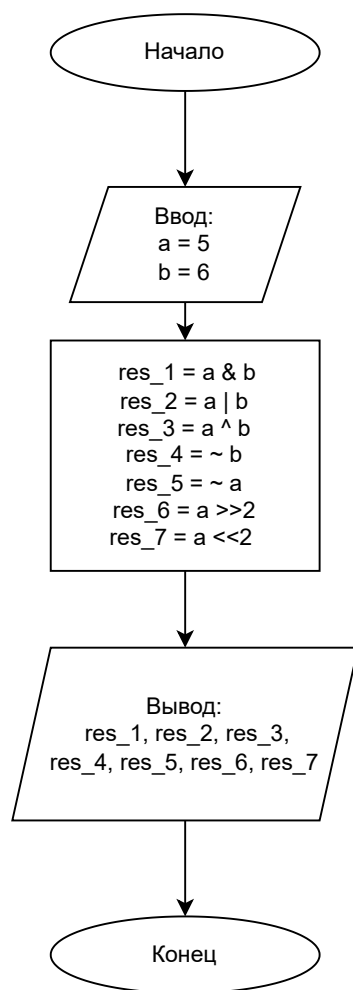 Начало
Ввод:
a = 5
b = 6
res_1 = a & b
res_2 = a | b
res_3 = a ^ b
res_4 = ~ b
res_5 = ~ a
res_6 = a >>2
res_7 = a <<2
Вывод:
res_1, res_2, res_3,
res_4, res_5, res_6, res_7
Конец